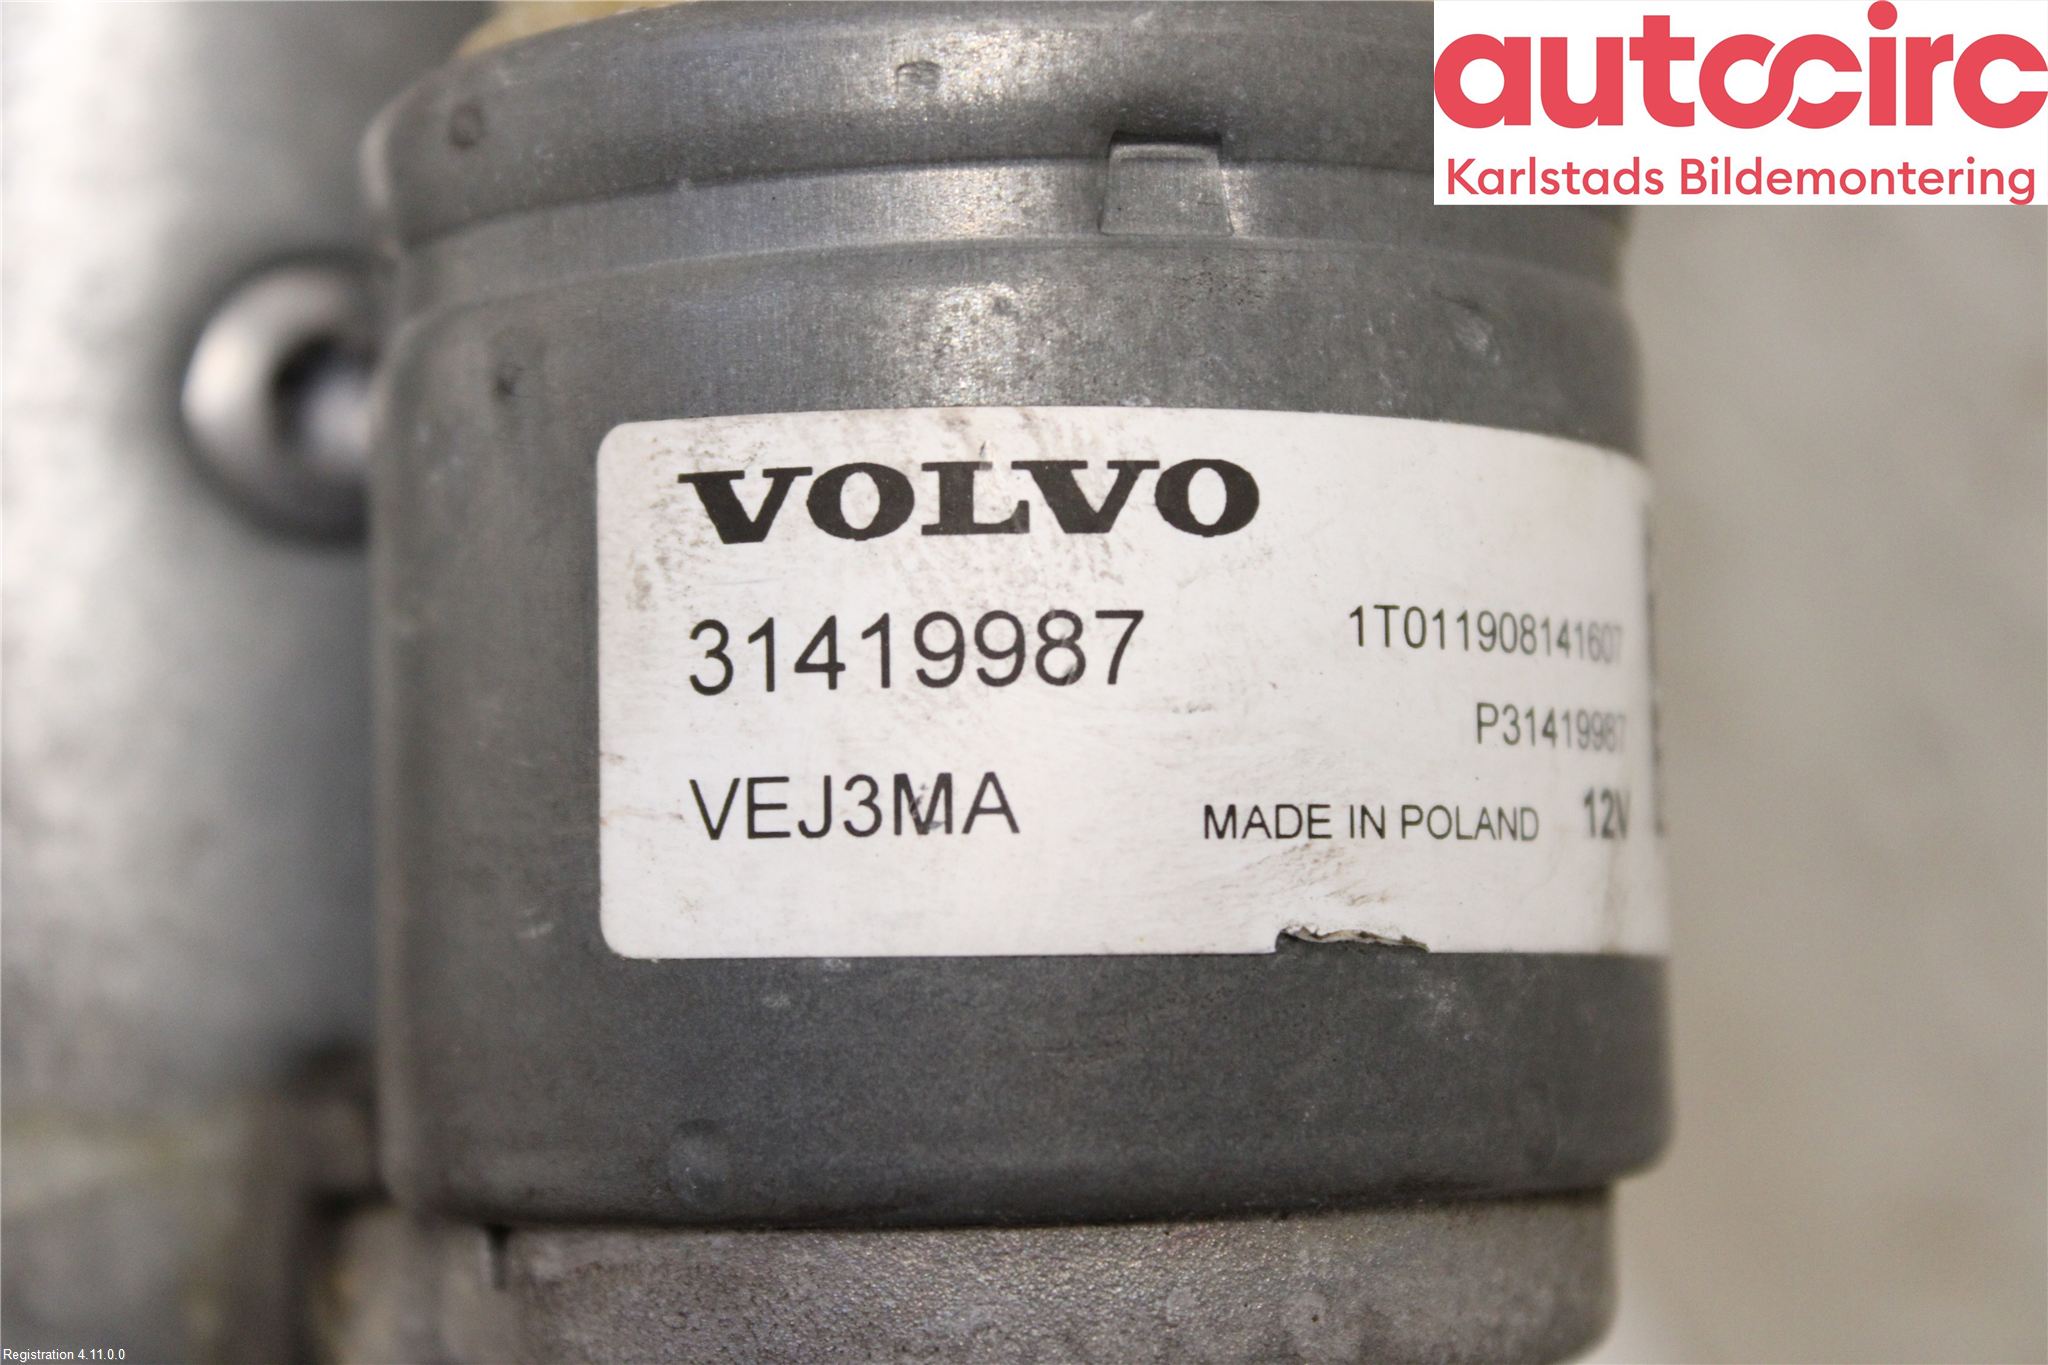 autocirc
Karlstads Bildemontering
VOLVO
31419987
1T011908141607
P31419987
VEJ3MA
MADE IN POLAND 12V
Registration 4.11.0.0